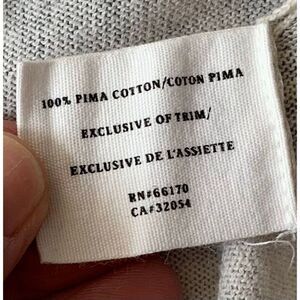 100% PIMA COTTON/COTON PIMA
EXCLUSIVE OF TRIM/
EXCLUSIVE DE L'ASSIETTE
RN#66170
CA#32054